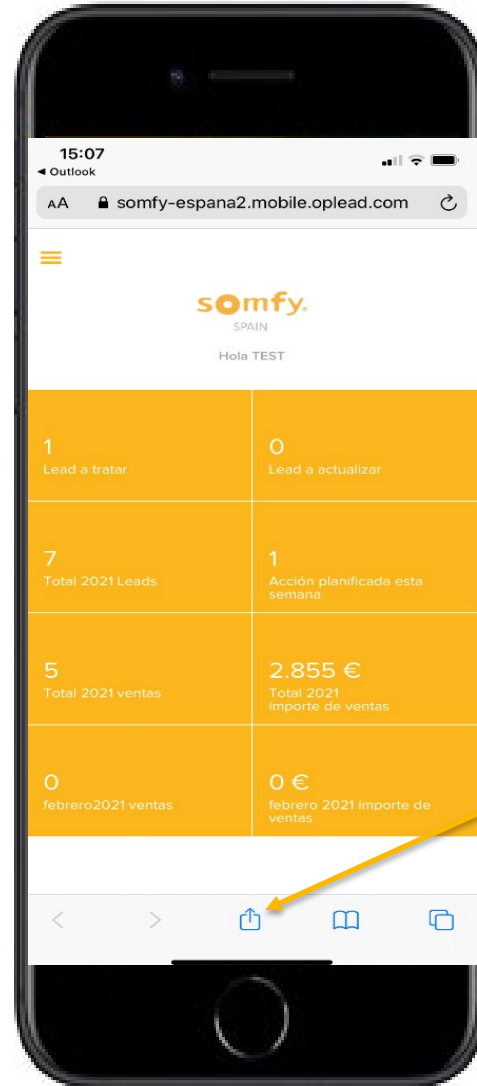 15:07
◀ Outlook
AA somfy-espana2.mobile.oplead.com
somfy.
SPAIN
Hola TEST
1
Lead a tratar
0
Lead a actualizar
7
Total 2021 Leads
1
Acción planificada esta
semana
5
Total 2021 ventas
2.855 €
Total 2021
importe de ventas
0
febrero2021 ventas
0 €
febrero 2021 importe de
ventas